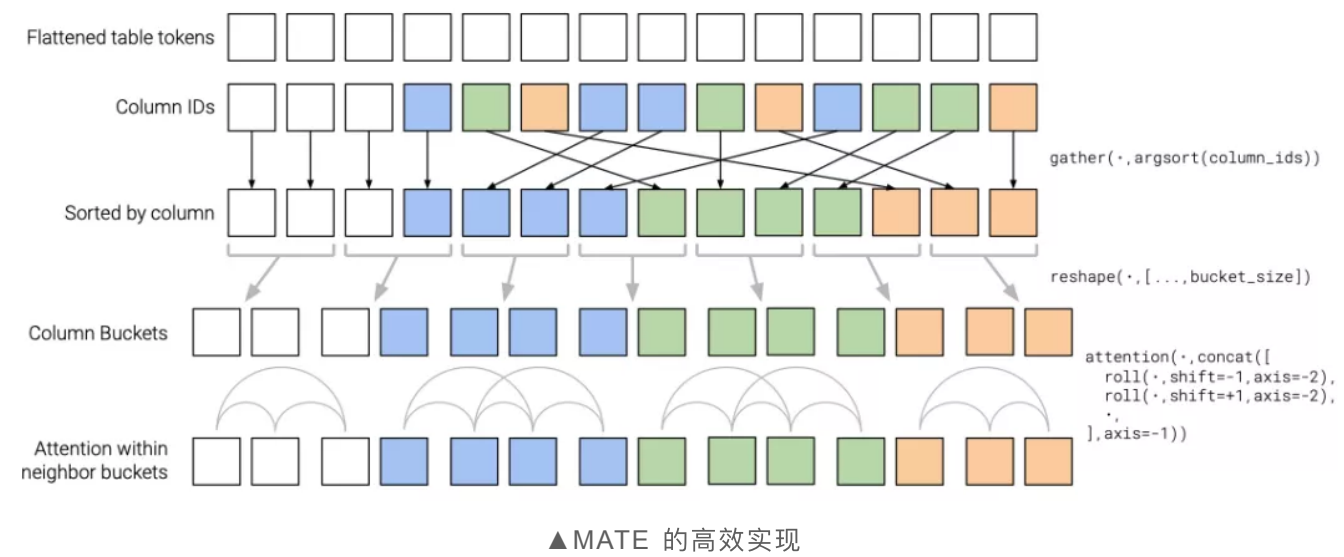 Flattened table tokens
Column IDs
gather(·,argsort(column_ids))
Sorted by column
reshape(·,[...,bucket_size])
Column Buckets
attention(·,concat([
roll(·,shift=-1,axis=-2),
roll(·,shift=+1,axis=-2),
·,
],axis=-1))
Attention within
neighbor buckets
▲MATE 的高效实现